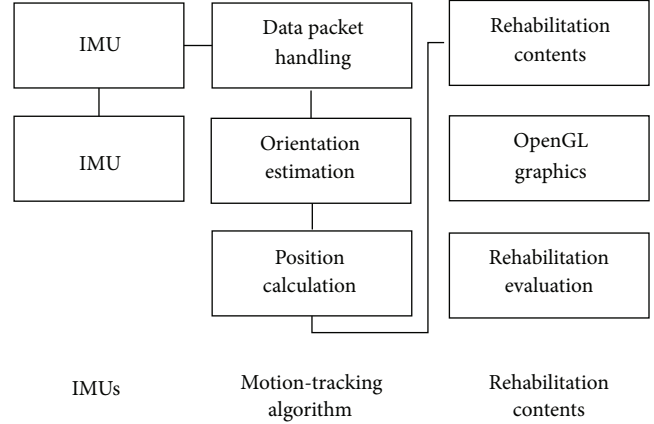 IMU
IMU
Data packet
handling
Orientation
estimation
Position
calculation
Rehabilitation
contents
OpenGL
graphics
Rehabilitation
evaluation
IMUs
Motion-tracking
algorithm
Rehabilitation
contents